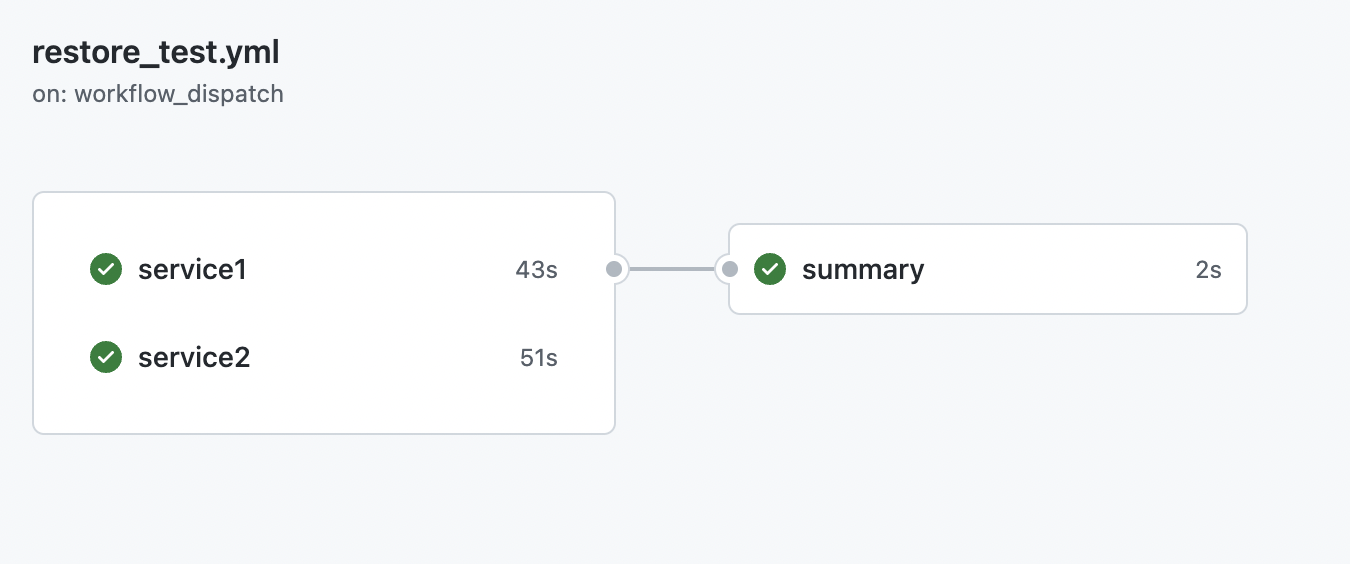 restore_test.yml
on: workflow_dispatch
service1 43s
summary 2s
service2 51s